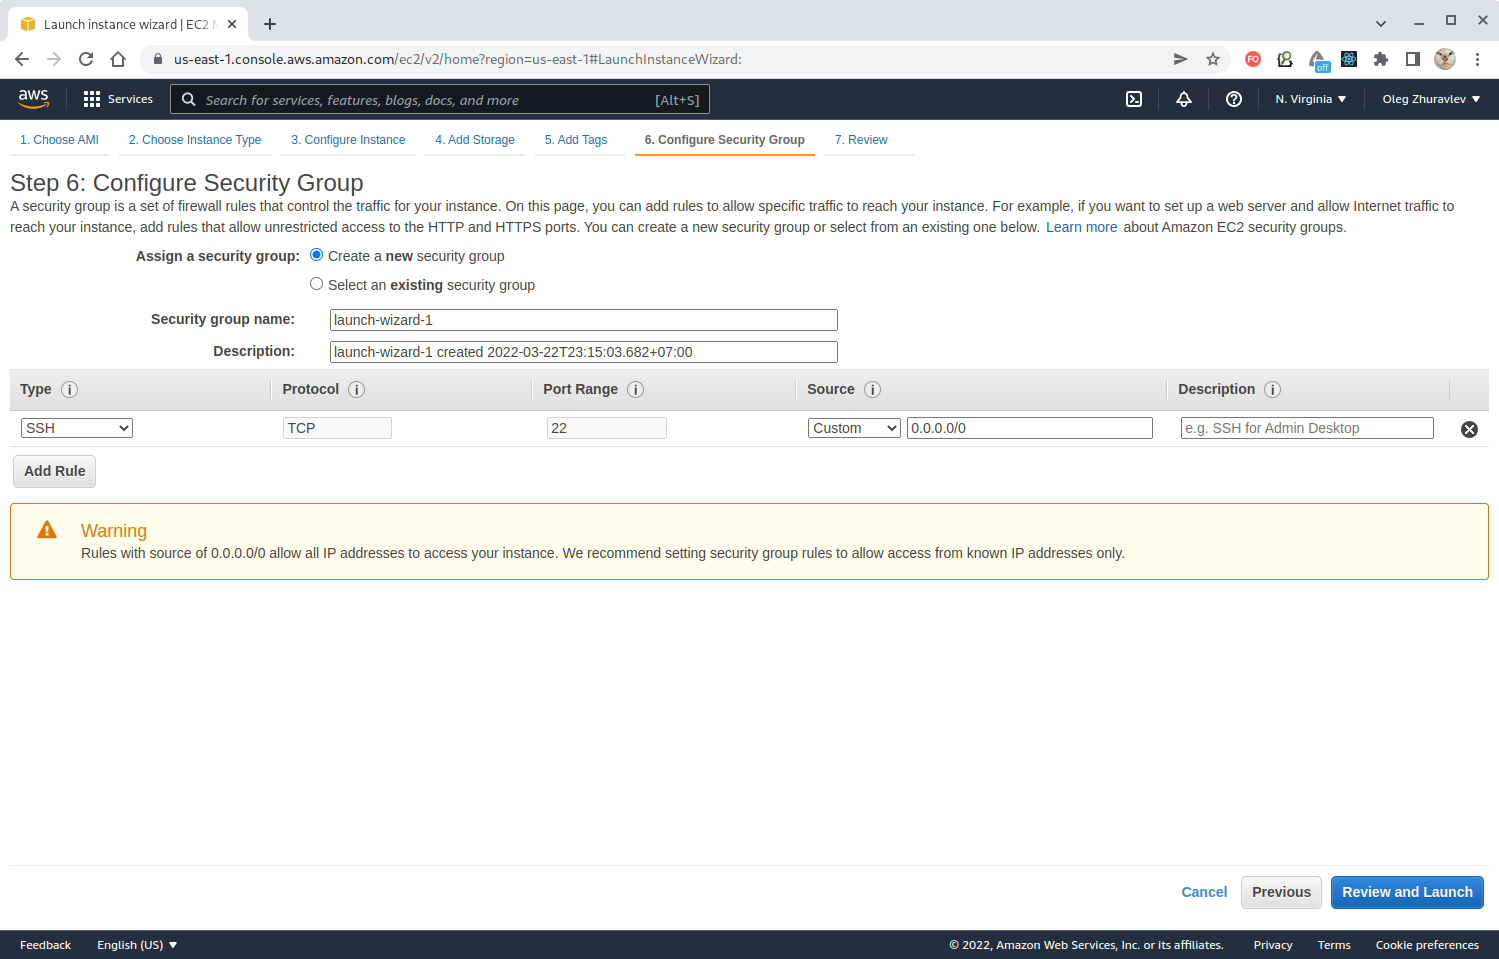 Launch instance wizard | EC2
us-east-1.console.aws.amazon.com/ec2/v2/home?region=us-east-1#LaunchInstanceWizard:
FO
off
aws
Services
Search for services, features, blogs, docs, and more
[Alt+S]
N. Virginia
Oleg Zhuravlev
1. Choose AMI
2. Choose Instance Type
3. Configure Instance
4. Add Storage
5. Add Tags
6. Configure Security Group
7. Review
Step 6: Configure Security Group
A security group is a set of firewall rules that control the traffic for your instance. On this page, you can add rules to allow specific traffic to reach your instance. For example, if you want to set up a web server and allow Internet traffic to
reach your instance, add rules that allow unrestricted access to the HTTP and HTTPS ports. You can create a new security group or select from an existing one below. Learn more about Amazon EC2 security groups.
Assign a security group: Create a new security group
Select an existing security group
Security group name: launch-wizard-1
Description: launch-wizard-1 created 2022-03-22T23:15:03.682+07:00
Type Protocol Port Range Source Description
SSH TCP 22 Custom 0.0.0.0/0 e.g. SSH for Admin Desktop
Add Rule
Warning
Rules with source of 0.0.0.0/0 allow all IP addresses to access your instance. We recommend setting security group rules to allow access from known IP addresses only.
Cancel Previous Review and Launch
Feedback English (US) © 2022, Amazon Web Services, Inc. or its affiliates. Privacy Terms Cookie preferences